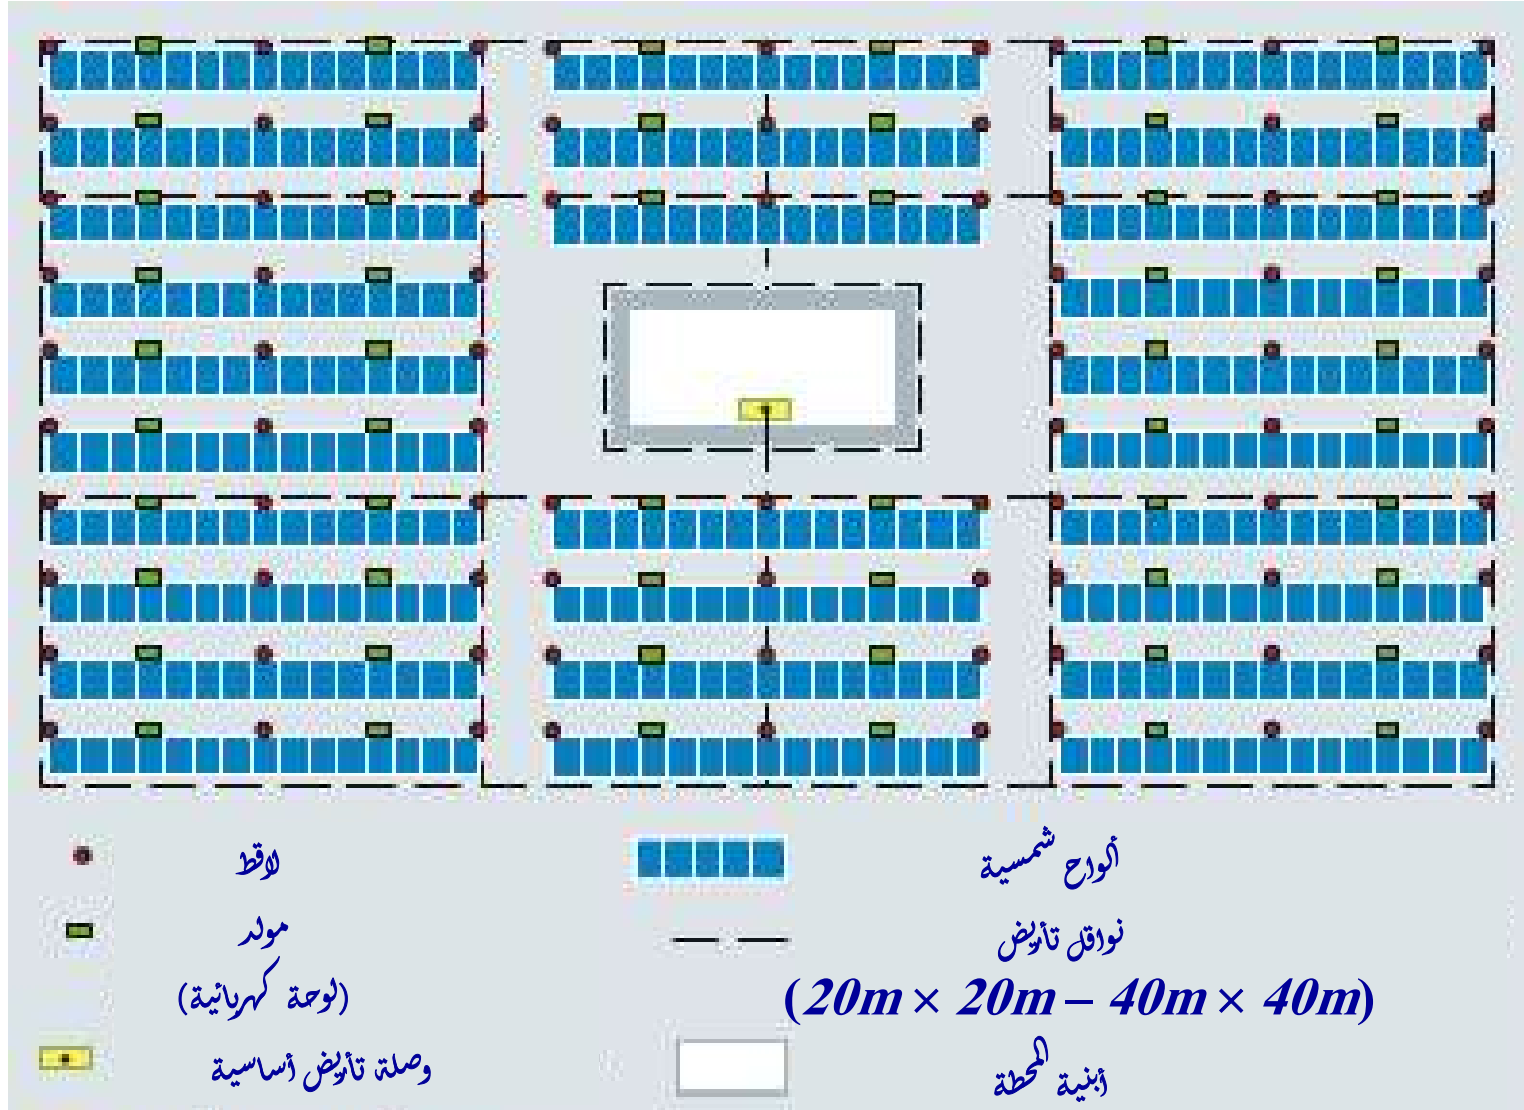 ألواح شمسية
لاقط
نواقل تأريض
مولد
(20m × 20m – 40m × 40m)
(لوحة كهربائية)
أبنية المحطة
وصلة تأريض أساسية